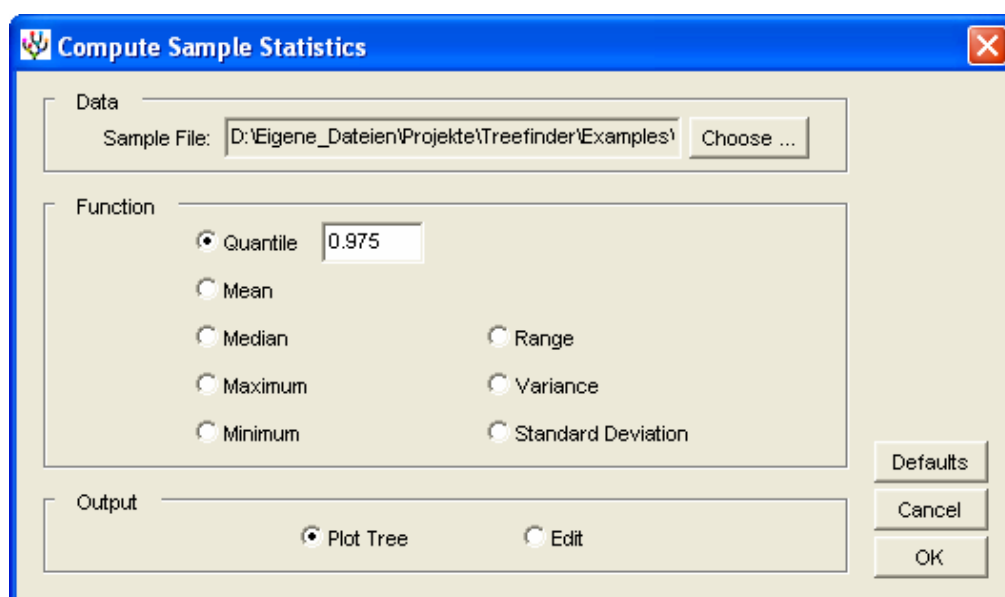 Compute Sample Statistics
Data
Sample File: D:\Eigene_Dateien\Projekte\Treefinder\Examples\ Choose ...
Function
Quantile 0.975
Mean
Median Range
Maximum Variance
Minimum Standard Deviation
Defaults
Output
Cancel
Plot Tree Edit
OK